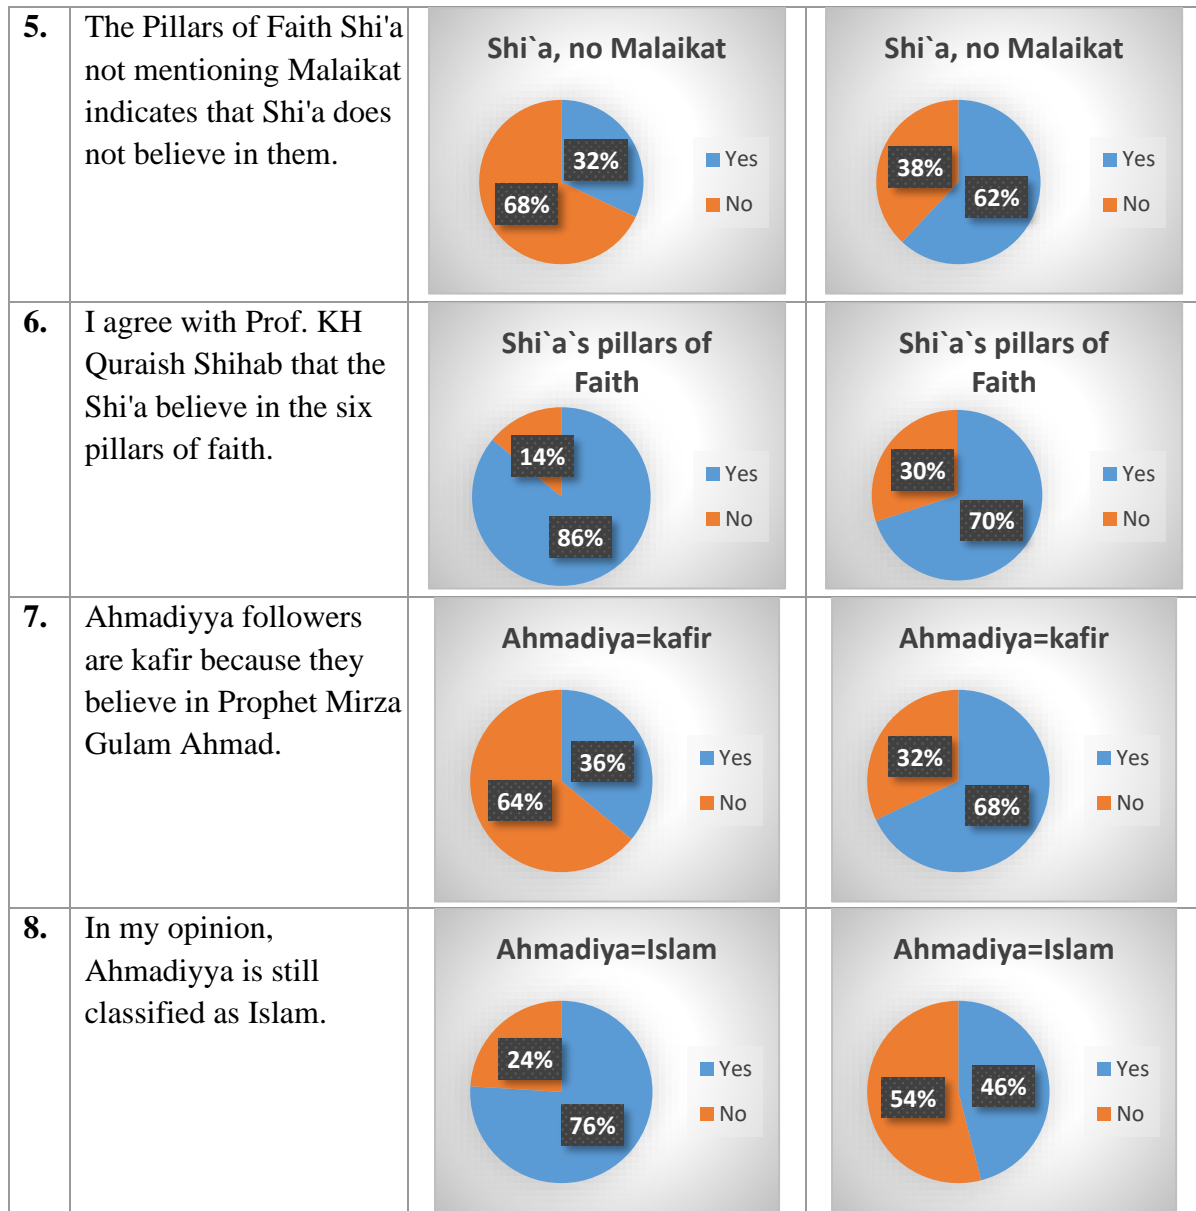 5.
The Pillars of Faith Shi'a
not mentioning Malaikat
indicates that Shi'a does
not believe in them.
Shi`a, no Malaikat
32%
68%
Yes
No
Shi`a, no Malaikat
38%
62%
Yes
No
6.
I agree with Prof. KH
Quraish Shihab that the
Shi'a believe in the six
pillars of faith.
Shi`a`s pillars of
Faith
14%
86%
Yes
No
Shi`a`s pillars of
Faith
30%
70%
Yes
No
7.
Ahmadiyya followers
are kafir because they
believe in Prophet Mirza
Gulam Ahmad.
Ahmadiya=kafir
36%
64%
Yes
No
Ahmadiya=kafir
32%
68%
Yes
No
8.
In my opinion,
Ahmadiyya is still
classified as Islam.
Ahmadiya=Islam
24%
76%
Yes
No
Ahmadiya=Islam
54%
46%
Yes
No